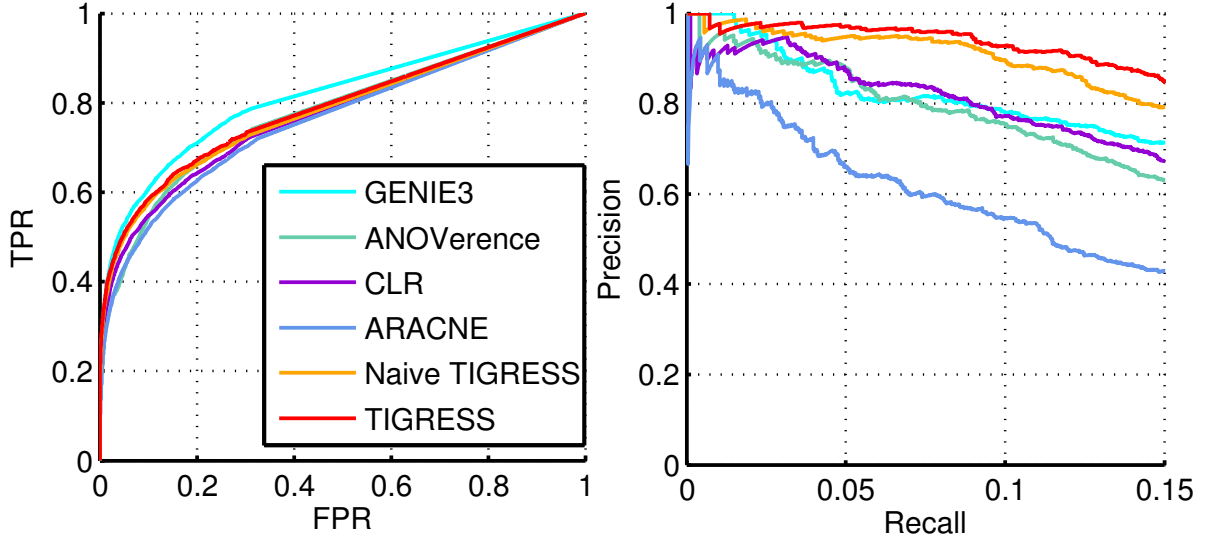 1
0.8
0.6
0.4
0.2
0
TPR
0 0.2 0.4 0.6 0.8 1
FPR
GENIE3
ANOVerence
CLR
ARACNE
Naive TIGRESS
TIGRESS
1
0.8
0.6
0.4
0.2
0
Precision
0 0.05 0.1 0.15
Recall